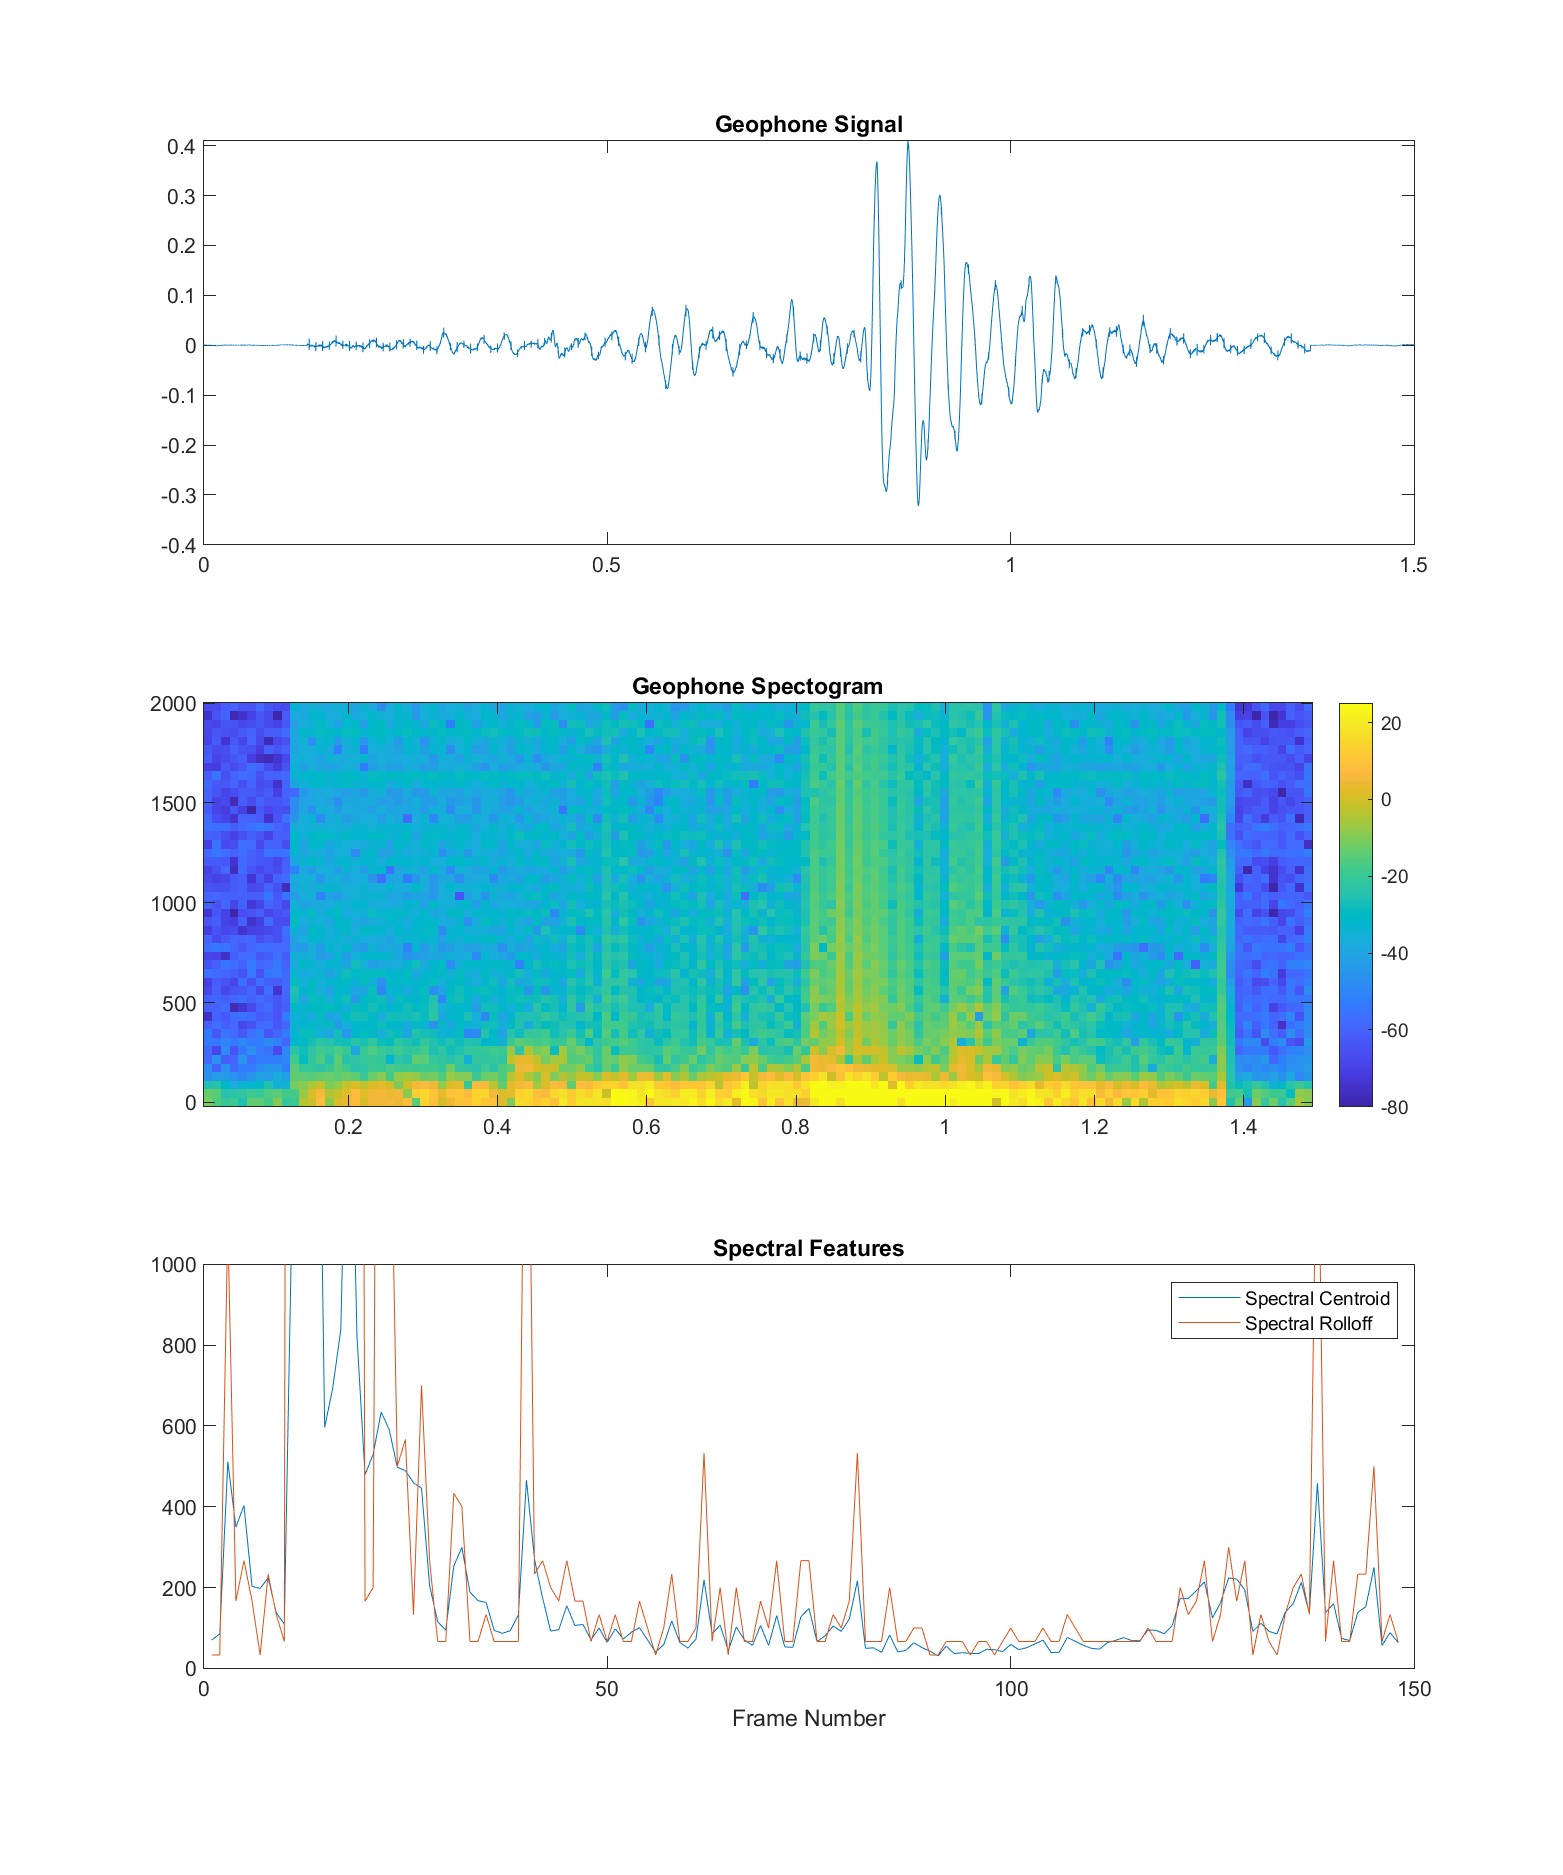 Geophone Signal
0.4
0.3
0.2
0.1
0
-0.1
-0.2
-0.3
-0.4
0 0.5 1 1.5
Geophone Spectogram
2000
1500
1000
500
0
0.2 0.4 0.6 0.8 1 1.2 1.4
20
0
-20
-40
-60
-80
Spectral Features
1000
800
600
400
200
0
0 50 100 150
Spectral Centroid
Spectral Rolloff
Frame Number